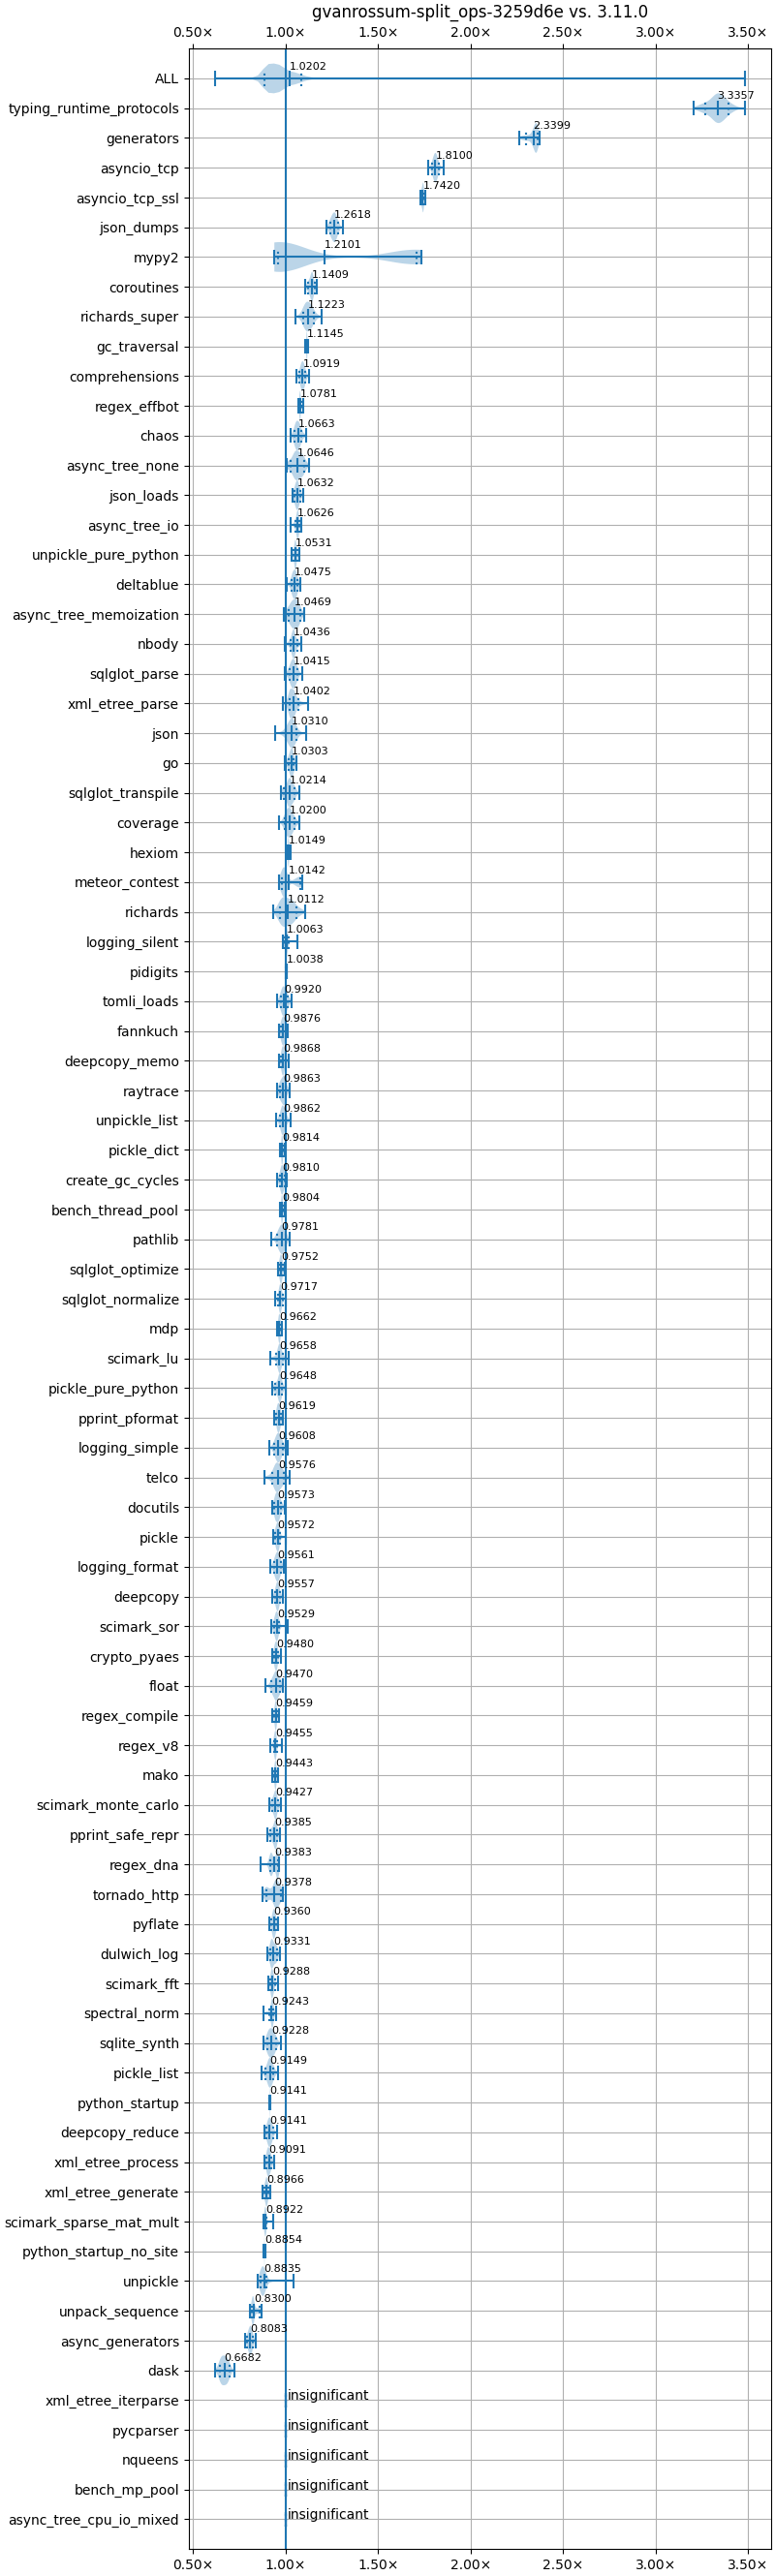 gvanrossum-split_ops-3259d6e vs. 3.11.0
0.50× 1.00× 1.50× 2.00× 2.50× 3.00× 3.50×
ALL 1.0202
typing_runtime_protocols 3.3357
generators 2.3399
asyncio_tcp 1.8100
asyncio_tcp_ssl 1.7420
json_dumps 1.2618
mypy2 1.2101
coroutines 1.1409
richards_super 1.1223
gc_traversal 1.1145
comprehensions 1.0919
regex_effbot 1.0781
chaos 1.0663
async_tree_none 1.0646
json_loads 1.0632
async_tree_io 1.0626
unpickle_pure_python 1.0531
deltablue 1.0475
async_tree_memoization 1.0469
nbody 1.0436
sqlglot_parse 1.0415
xml_etree_parse 1.0402
json 1.0310
go 1.0303
sqlglot_transpile 1.0214
coverage 1.0200
hexiom 1.0149
meteor_contest 1.0142
richards 1.0112
logging_silent 1.0063
pidigits 1.0038
tomli_loads 0.9920
fannkuch 0.9876
deepcopy_memo 0.9868
raytrace 0.9863
unpickle_list 0.9862
pickle_dict 0.9814
create_gc_cycles 0.9810
bench_thread_pool 0.9804
pathlib 0.9781
sqlglot_optimize 0.9752
sqlglot_normalize 0.9717
mdp 0.9662
scimark_lu 0.9658
pickle_pure_python 0.9648
pprint_pformat 0.9619
logging_simple 0.9608
telco 0.9576
docutils 0.9573
pickle 0.9572
logging_format 0.9561
deepcopy 0.9557
scimark_sor 0.9529
crypto_pyaes 0.9480
float 0.9470
regex_compile 0.9459
regex_v8 0.9455
mako 0.9443
scimark_monte_carlo 0.9427
pprint_safe_repr 0.9385
regex_dna 0.9383
tornado_http 0.9378
pyflate 0.9360
dulwich_log 0.9331
scimark_fft 0.9288
spectral_norm 0.9243
sqlite_synth 0.9228
pickle_list 0.9149
python_startup 0.9141
deepcopy_reduce 0.9141
xml_etree_process 0.9091
xml_etree_generate 0.8966
scimark_sparse_mat_mult 0.8922
python_startup_no_site 0.8854
unpickle 0.8835
unpack_sequence 0.8300
async_generators 0.8083
dask 0.6682
xml_etree_iterparse insignificant
pycparser insignificant
nqueens insignificant
bench_mp_pool insignificant
async_tree_cpu_io_mixed insignificant
0.50× 1.00× 1.50× 2.00× 2.50× 3.00× 3.50×